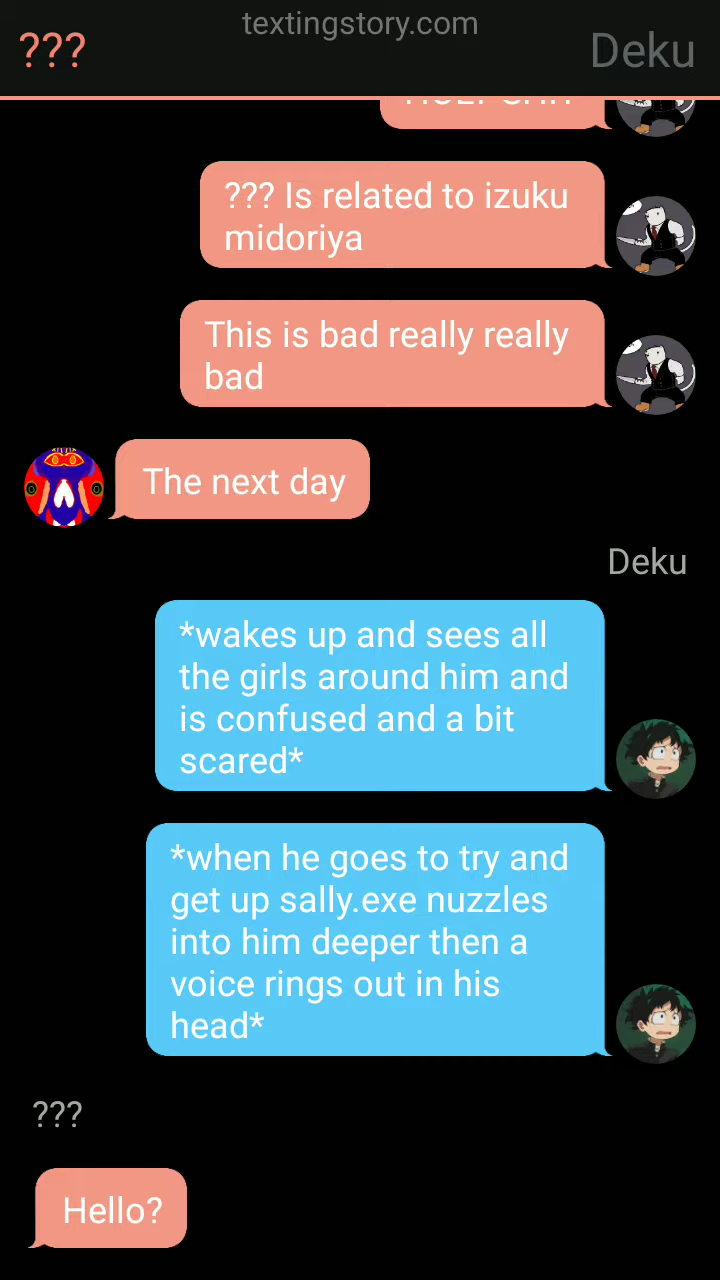 textingstory.com
???
Deku
??? Is related to izuku
midoriya
This is bad really really
bad
The next day
Deku
*wakes up and sees all
the girls around him and
is confused and a bit
scared*
*when he goes to try and
get up sally.exe nuzzles
into him deeper then a
voice rings out in his
head*
???
Hello?